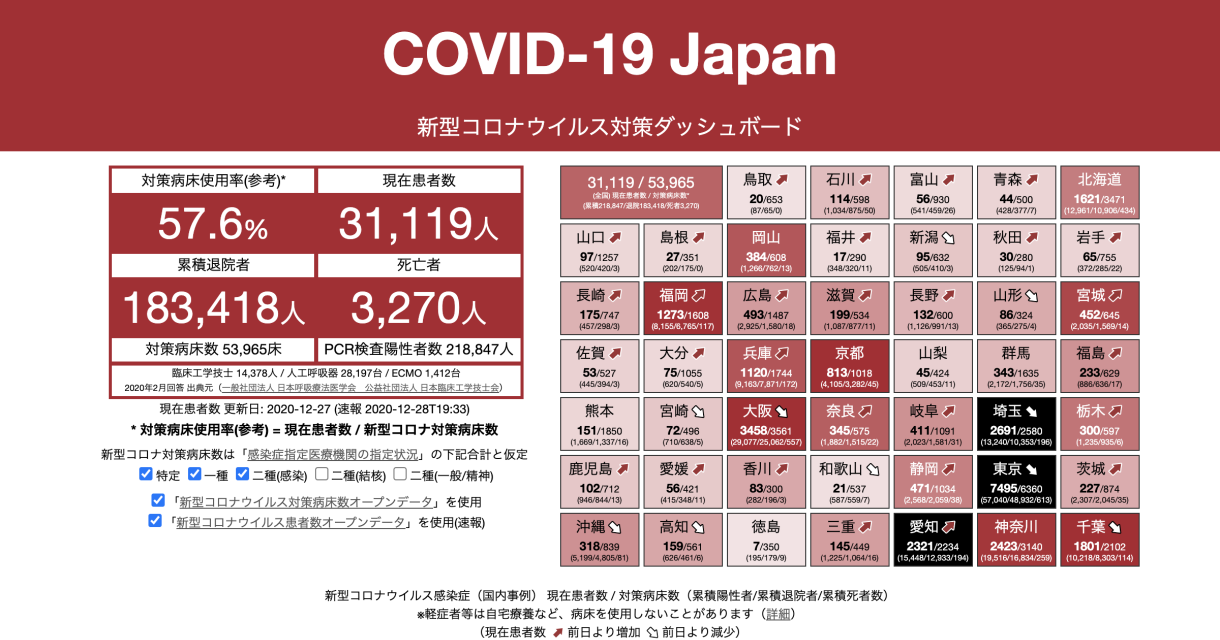 COVID-19 Japan
新型コロナウイルス対策ダッシュボード
対策病床使用率(参考)*
現在患者数
57.6%
31,119人
累積退院者
死亡者
183,418人
3,270人
対策病床数 53,965床
PCR検査陽性者数 218,847人
臨床工学技士 14,378人 / 人工呼吸器 28,197台 / ECMO 1,412台
2020年2月回答 出典元（一般社団法人 日本呼吸療法医学会　公益社団法人 日本臨床工学技士会）
現在患者数 更新日: 2020-12-27 (速報 2020-12-28T19:33)
* 対策病床使用率(参考) = 現在患者数 / 新型コロナ対策病床数
新型コロナ対策病床数は「感染症指定医療機関の指定状況」の下記合計と仮定
特定 一種 二種(感染) 二種(結核) 二種(一般/精神)
「新型コロナウイルス対策病床数オープンデータ」を使用
「新型コロナウイルス患者数オープンデータ」を使用(速報)
31,119 / 53,965
(全国) 現在患者数 / 対策病床数*
(累積218,847/退院183,418/死者3,270)
鳥取
20/653
(87/65/0)
石川
114/598
(1,034/875/50)
富山
56/930
(541/459/26)
青森
44/500
(428/377/7)
北海道
1621/3471
(12,961/10,906/434)
山口
97/1257
(520/420/3)
島根
27/351
(202/175/0)
岡山
384/608
(1,266/762/13)
福井
17/290
(348/320/11)
新潟
95/632
(505/410/3)
秋田
30/280
(125/94/1)
岩手
65/755
(372/285/22)
長崎
175/747
(457/298/3)
福岡
1273/1608
(8,155/6,765/117)
広島
493/1487
(2,925/1,580/18)
滋賀
199/534
(1,087/877/11)
長野
132/600
(1,126/991/13)
山形
86/324
(365/275/4)
宮城
452/645
(2,035/1,569/14)
佐賀
53/527
(445/394/3)
大分
75/1055
(620/540/5)
兵庫
1120/1744
(9,163/7,871/172)
京都
813/1018
(4,105/3,282/45)
山梨
45/424
(509/453/11)
群馬
343/1635
(2,172/1,756/35)
福島
233/629
(886/636/17)
熊本
151/1850
(1,669/1,337/16)
宮崎
72/496
(710/638/5)
大阪
3458/3561
(29,077/25,062/557)
奈良
345/575
(1,882/1,515/22)
岐阜
411/1091
(2,023/1,581/31)
埼玉
2691/2580
(13,240/10,353/196)
栃木
300/597
(1,235/935/6)
鹿児島
102/712
(946/844/13)
愛媛
56/421
(415/348/11)
香川
83/300
(282/196/3)
和歌山
21/537
(587/559/7)
静岡
471/1034
(2,568/2,059/38)
東京
7495/6360
(57,040/48,932/613)
茨城
227/874
(2,307/2,045/35)
沖縄
318/839
(5,199/4,805/81)
高知
159/561
(626/461/6)
徳島
7/350
(195/179/9)
三重
145/449
(1,225/1,064/16)
愛知
2321/2234
(15,448/12,933/194)
神奈川
2423/3140
(19,516/16,834/259)
千葉
1801/2102
(10,218/8,303/114)
新型コロナウイルス感染症（国内事例） 現在患者数 / 対策病床数（累積陽性者/累積退院者/累積死者数）
※軽症者等は自宅療養など、病床を使用しないことがあります（詳細）
（現在患者数 前日より増加 前日より減少）